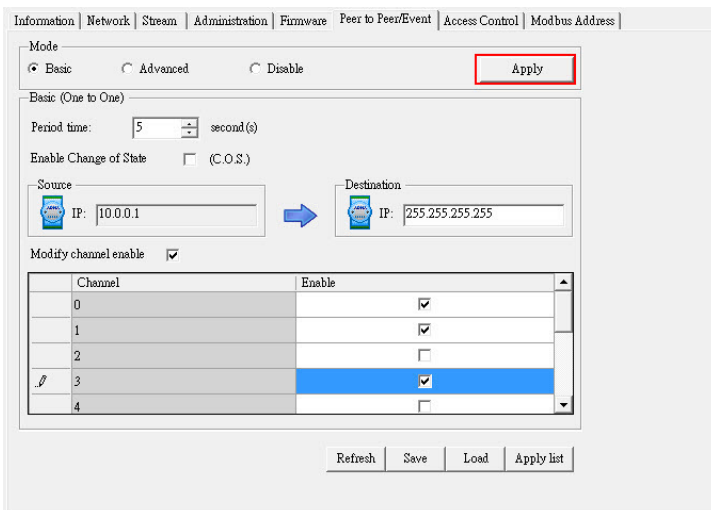 Information Network Stream Administration Firmware Peer to Peer/Event Access Control Modbus Address
Mode
Basic Advanced Disable Apply
Basic (One to One)
Period time: 5 second(s)
Enable Change of State (C.O.S.)
Source Destination
IP: 10.0.0.1 IP: 255.255.255.255
Modify channel enable
Channel Enable
0
1
2
3
4
Refresh Save Load Apply list